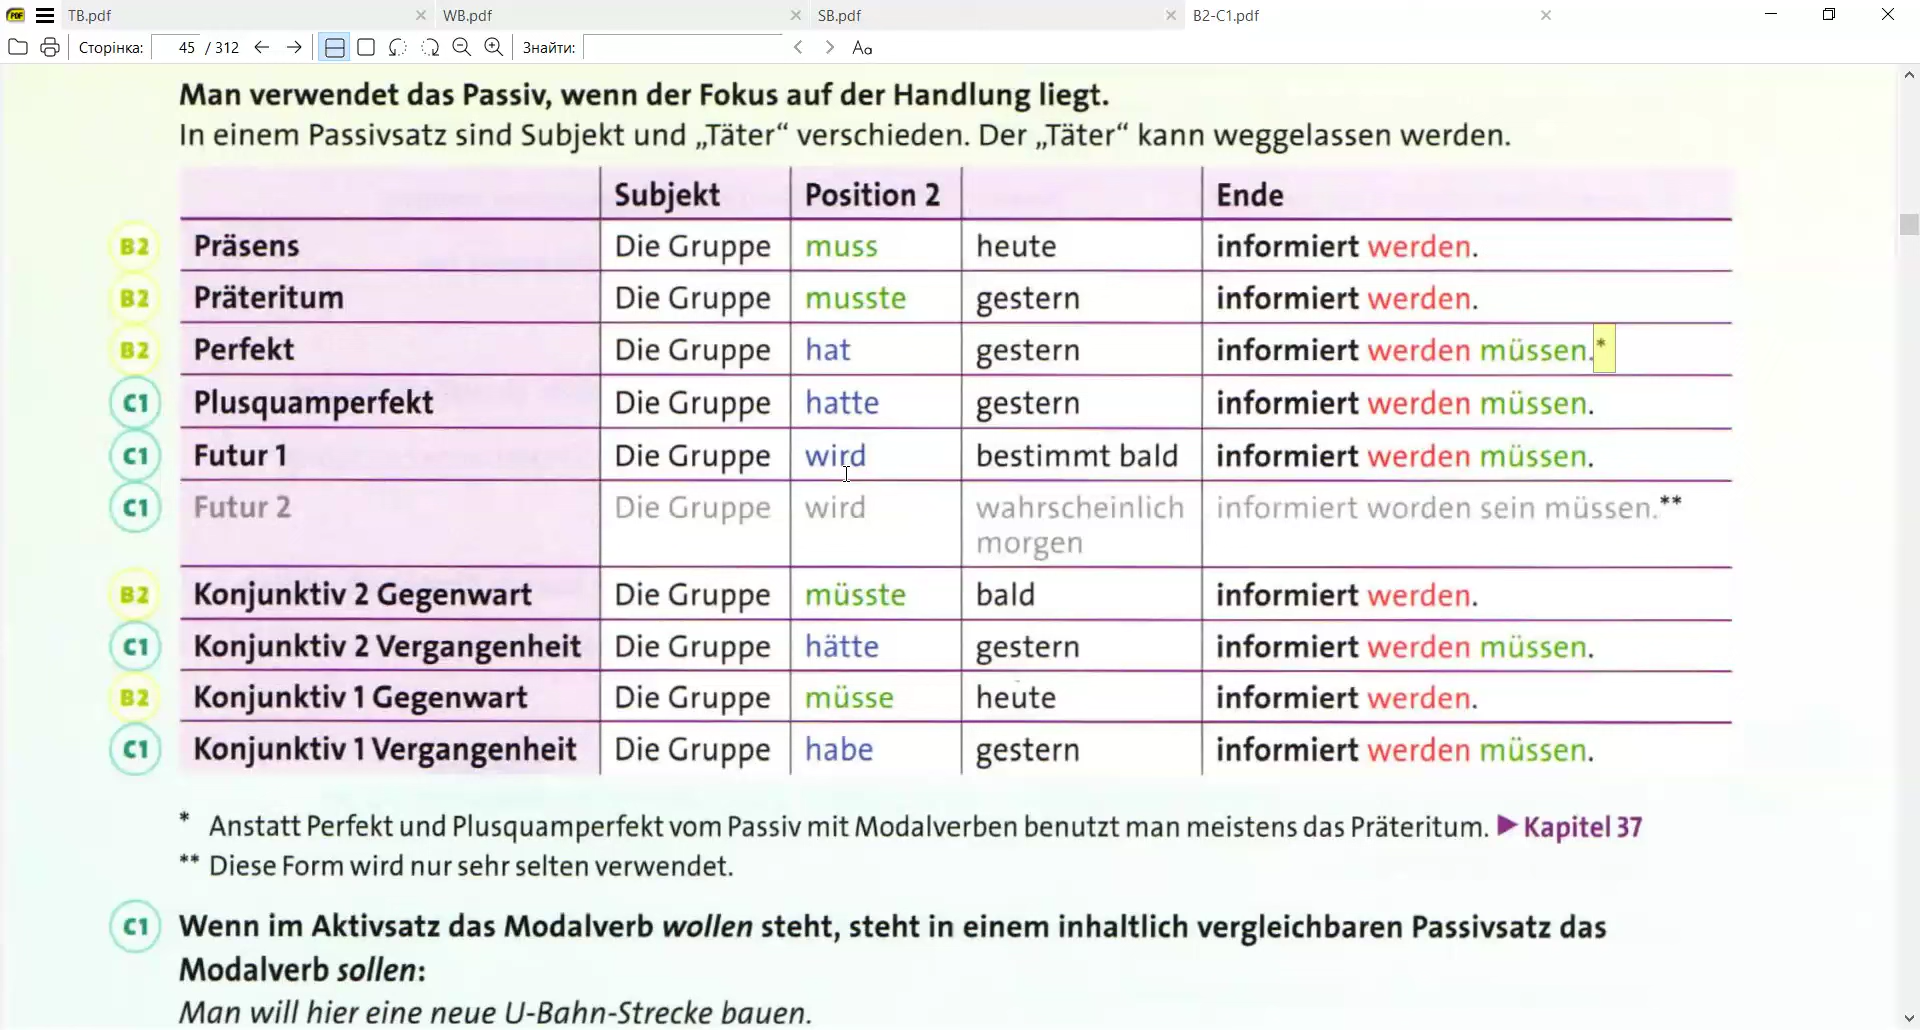 TB.pdf WB.pdf SB.pdf B2-C1.pdf
Сторінка: 45 / 312 Знайти: Aa
Man verwendet das Passiv, wenn der Fokus auf der Handlung liegt.
In einem Passivsatz sind Subjekt und „Täter“ verschieden. Der „Täter“ kann weggelassen werden.
Subjekt Position 2 Ende
B2 Präsens Die Gruppe muss heute informiert werden.
B2 Präteritum Die Gruppe musste gestern informiert werden.
B2 Perfekt Die Gruppe hat gestern informiert werden müssen.*
C1 Plusquamperfekt Die Gruppe hatte gestern informiert werden müssen.
C1 Futur 1 Die Gruppe wird bestimmt bald informiert werden müssen.
C1 Futur 2 Die Gruppe wird wahrscheinlich informiert worden sein müssen.**
morgen
B2 Konjunktiv 2 Gegenwart Die Gruppe müsste bald informiert werden.
C1 Konjunktiv 2 Vergangenheit Die Gruppe hätte gestern informiert werden müssen.
B2 Konjunktiv 1 Gegenwart Die Gruppe müsse heute informiert werden.
C1 Konjunktiv 1 Vergangenheit Die Gruppe habe gestern informiert werden müssen.
* Anstatt Perfekt und Plusquamperfekt vom Passiv mit Modalverben benutzt man meistens das Präteritum. ▶ Kapitel 37
** Diese Form wird nur sehr selten verwendet.
C1 Wenn im Aktivsatz das Modalverb wollen steht, steht in einem inhaltlich vergleichbaren Passivsatz das
Modalverb sollen:
Man will hier eine neue U-Bahn-Strecke bauen.